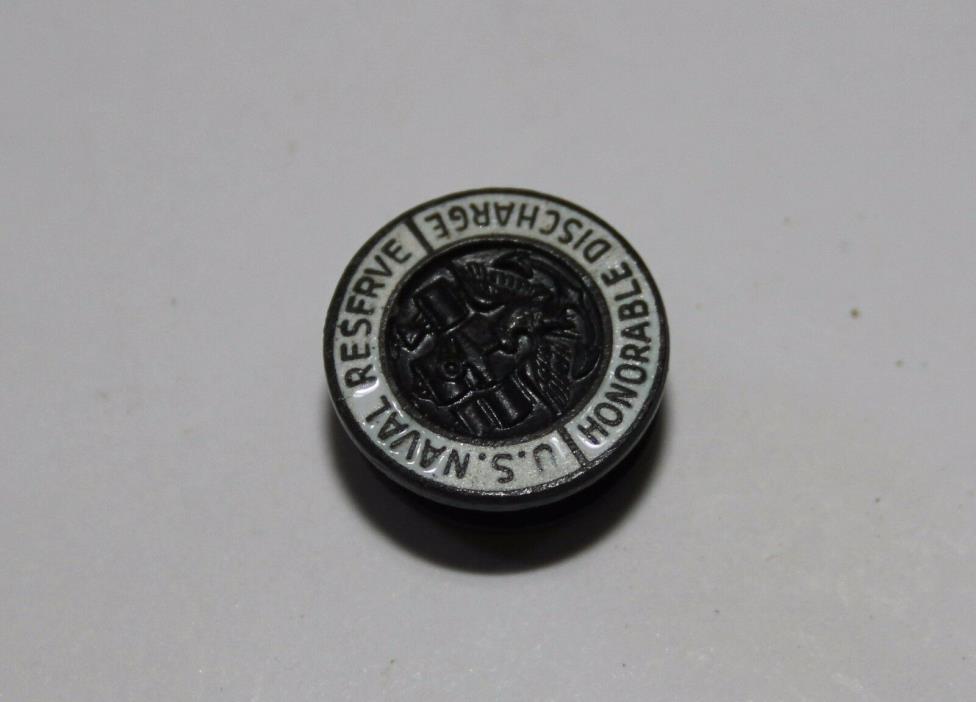 U.S. NAVAL RESERVE
HONORABLE DISCHARGE